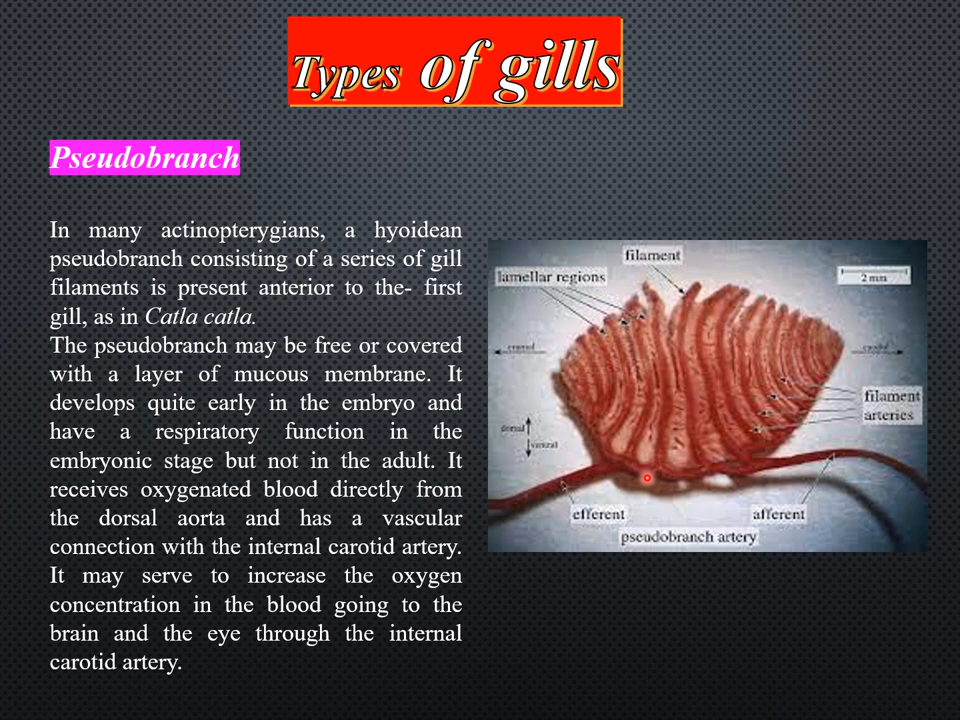 Types of gills
Pseudobranch
In many actinopterygians, a hyoidean
pseudobranch consisting of a series of gill
filaments is present anterior to the- first
gill, as in Catla catla.
The pseudobranch may be free or covered
with a layer of mucous membrane. It
develops quite early in the embryo and
have a respiratory function in the
embryonic stage but not in the adult. It
receives oxygenated blood directly from
the dorsal aorta and has a vascular
connection with the internal carotid artery.
It may serve to increase the oxygen
concentration in the blood going to the
brain and the eye through the internal
carotid artery.
filament
lamellar regions
2 mm
caudal
filament
arteries
dorsal
ventral
efferent
afferent
pseudobranch artery